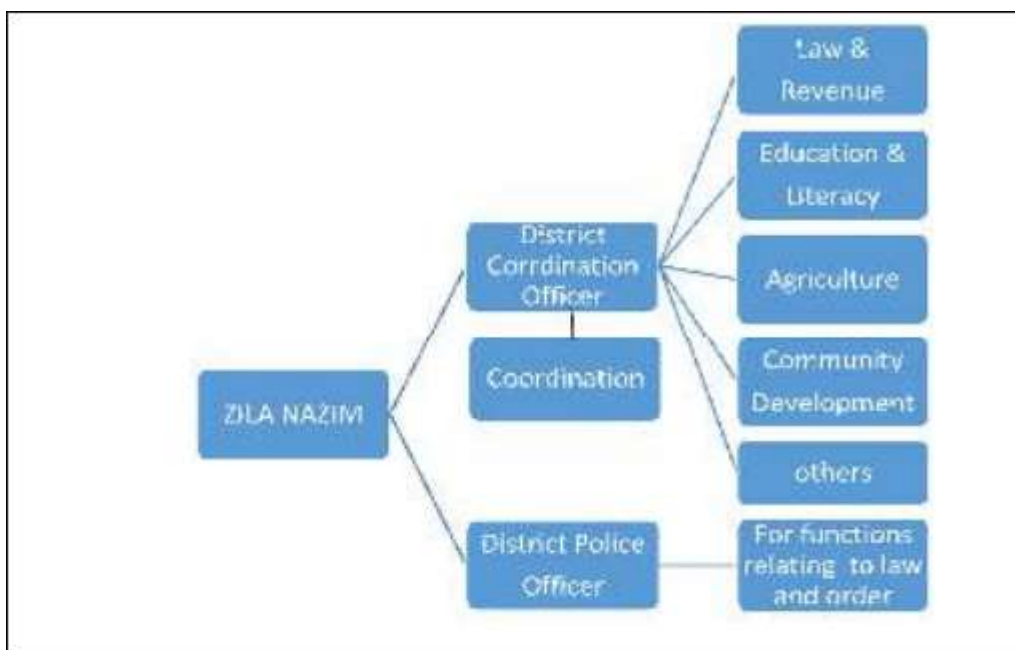 Law &
Revenue
Education &
Literacy
District
Corrdination
Officer
Agriculture
Coordination
Community
Development
ZILA NAZIM
others
District Police
Officer
For functions
relating to law
and order